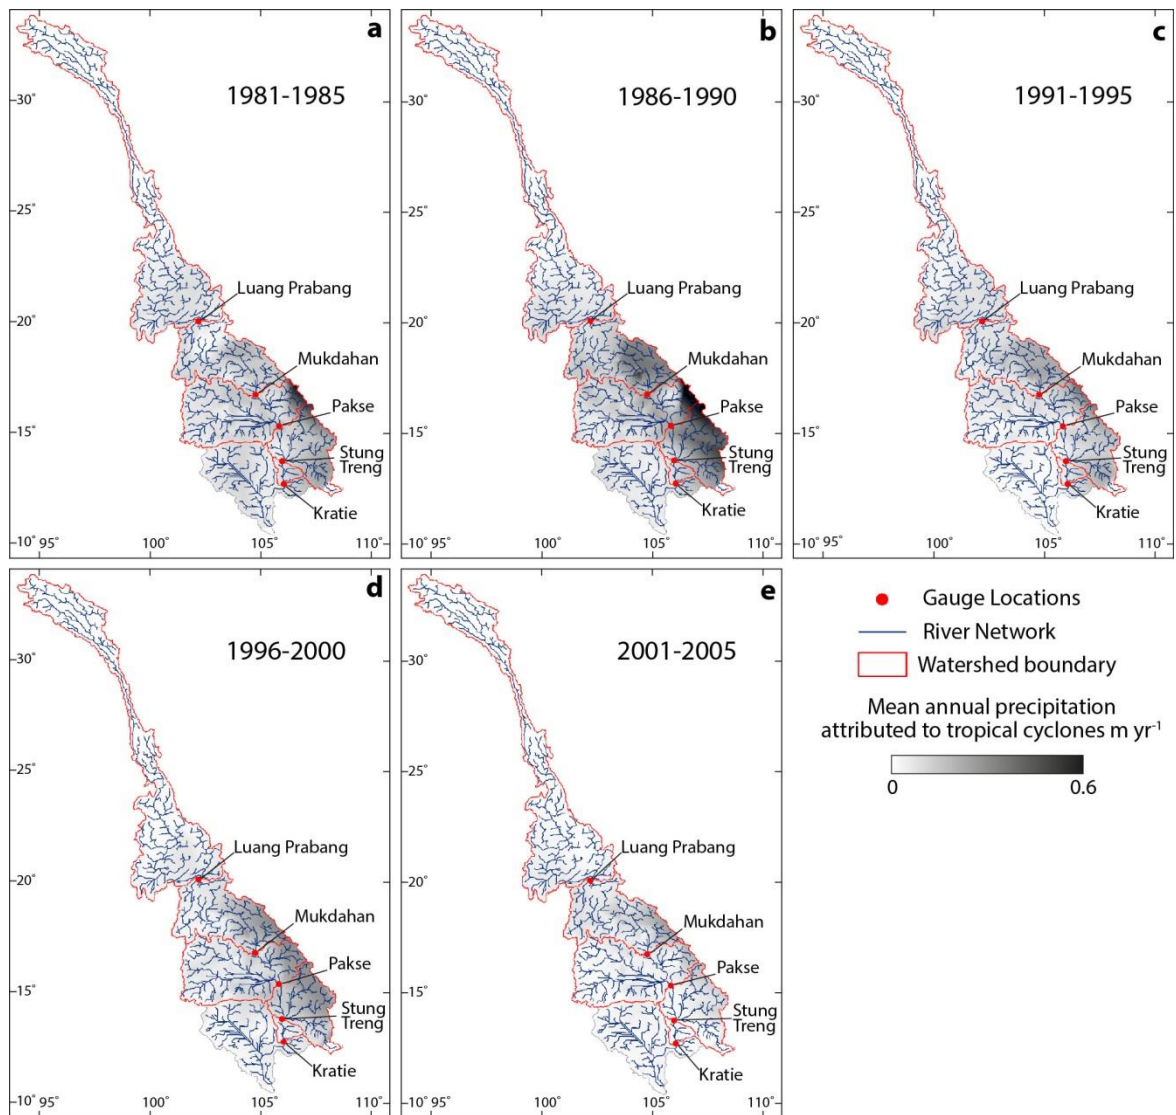 a
1981-1985
30°
25°
20°
15°
-10° 95°
100°
105°
110°
Luang Prabang
Mukdahan
Pakse
Stung
Treng
Kratie
b
1986-1990
30°
25°
20°
15°
-10° 95°
100°
105°
110°
Luang Prabang
Mukdahan
Pakse
Stung
Treng
Kratie
c
1991-1995
30°
25°
20°
15°
-10° 95°
100°
105°
110°
Luang Prabang
Mukdahan
Pakse
Stung
Treng
Kratie
d
1996-2000
30°
25°
20°
15°
10° 95°
100°
105°
110°
Luang Prabang
Mukdahan
Pakse
Stung
Treng
Kratie
e
2001-2005
30°
25°
20°
15°
10° 95°
100°
105°
110°
Luang Prabang
Mukdahan
Pakse
Stung
Treng
Kratie
Gauge Locations
River Network
Watershed boundary
Mean annual precipitation
attributed to tropical cyclones m yr⁻¹
0 0.6